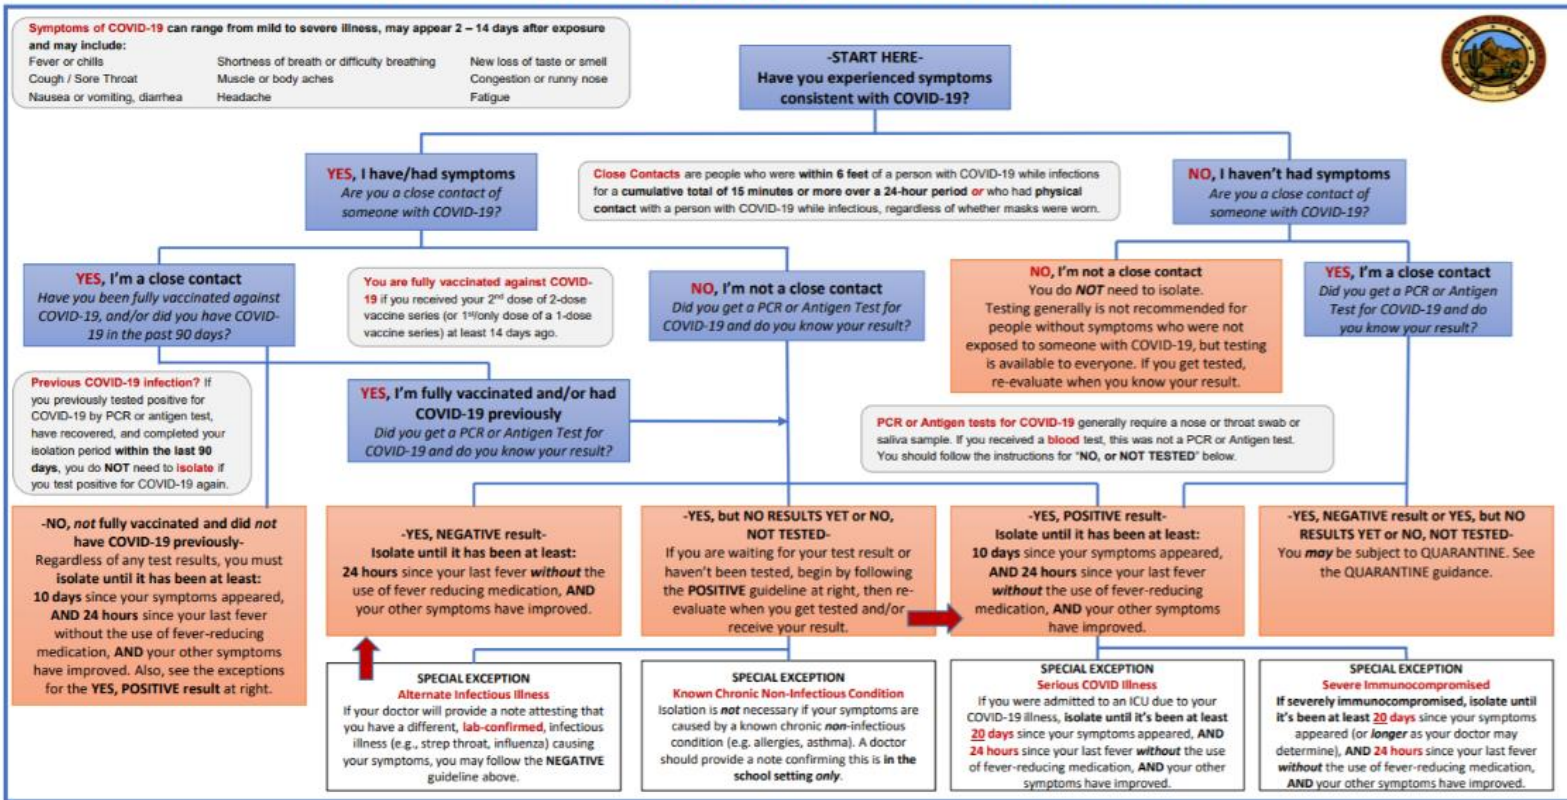 Symptoms of COVID-19 can range from mild to severe illness, may appear 2 – 14 days after exposure
and may include:
Fever or chills
Shortness of breath or difficulty breathing
New loss of taste or smell
Cough / Sore Throat
Muscle or body aches
Congestion or runny nose
Nausea or vomiting, diarrhea
Headache
Fatigue
-START HERE-
Have you experienced symptoms
consistent with COVID-19?
YES, I have/had symptoms
Are you a close contact of
someone with COVID-19?
Close Contacts are people who were within 6 feet of a person with COVID-19 while infections
for a cumulative total of 15 minutes or more over a 24-hour period or who had physical
contact with a person with COVID-19 while infectious, regardless of whether masks were worn.
NO, I haven't had symptoms
Are you a close contact of
someone with COVID-19?
YES, I'm a close contact
Have you been fully vaccinated against
COVID-19, and/or did you have COVID-
19 in the past 90 days?
You are fully vaccinated against COVID-
19 if you received your 2nd dose of 2-dose
vaccine series (or 1st/only dose of a 1-dose
vaccine series) at least 14 days ago.
NO, I'm not a close contact
Did you get a PCR or Antigen Test for
COVID-19 and do you know your result?
NO, I'm not a close contact
You do NOT need to isolate.
Testing generally is not recommended for
people without symptoms who were not
exposed to someone with COVID-19, but testing
is available to everyone. If you get tested,
re-evaluate when you know your result.
YES, I'm a close contact
Did you get a PCR or Antigen
Test for COVID-19 and do
you know your result?
Previous COVID-19 infection? If
you previously tested positive for
COVID-19 by PCR or antigen test,
have recovered, and completed your
isolation period within the last 90
days, you do NOT need to isolate if
you test positive for COVID-19 again.
YES, I'm fully vaccinated and/or had
COVID-19 previously
Did you get a PCR or Antigen Test for
COVID-19 and do you know your result?
PCR or Antigen tests for COVID-19 generally require a nose or throat swab or
saliva sample. If you received a blood test, this was not a PCR or Antigen test.
You should follow the instructions for "NO, or NOT TESTED" below.
-NO, not fully vaccinated and did not
have COVID-19 previously-
Regardless of any test results, you must
isolate until it has been at least:
10 days since your symptoms appeared,
AND 24 hours since your last fever
without the use of fever-reducing
medication, AND your other symptoms
have improved. Also, see the exceptions
for the YES, POSITIVE result at right.
-YES, NEGATIVE result-
Isolate until it has been at least:
24 hours since your last fever without the
use of fever reducing medication, AND
your other symptoms have improved.
-YES, but NO RESULTS YET or NO,
NOT TESTED-
If you are waiting for your test result or
haven't been tested, begin by following
the POSITIVE guideline at right, then re-
evaluate when you get tested and/or
receive your result.
-YES, POSITIVE result-
Isolate until it has been at least:
10 days since your symptoms appeared,
AND 24 hours since your last fever
without the use of fever-reducing
medication, AND your other symptoms
have improved.
-YES, NEGATIVE result or YES, but NO
RESULTS YET or NO, NOT TESTED-
You may be subject to QUARANTINE. See
the QUARANTINE guidance.
SPECIAL EXCEPTION
Alternate Infectious Illness
If your doctor will provide a note attesting that
you have a different, lab-confirmed, infectious
illness (e.g., strep throat, influenza) causing
your symptoms, you may follow the NEGATIVE
guideline above.
SPECIAL EXCEPTION
Known Chronic Non-Infectious Condition
Isolation is not necessary if your symptoms are
caused by a known chronic non-infectious
condition (e.g. allergies, asthma). A doctor
should provide a note confirming this is in the
school setting only.
SPECIAL EXCEPTION
Serious COVID Illness
If you were admitted to an ICU due to your
COVID-19 illness, isolate until it's been at least
20 days since your symptoms appeared, AND
24 hours since your last fever without the use
of fever-reducing medication, AND your other
symptoms have improved.
SPECIAL EXCEPTION
Severe Immunocompromised
If severely immunocompromised, isolate until
it's been at least 20 days since your symptoms
appeared (or longer as your doctor may
determine), AND 24 hours since your last fever
without the use of fever-reducing medication,
AND your other symptoms have improved.